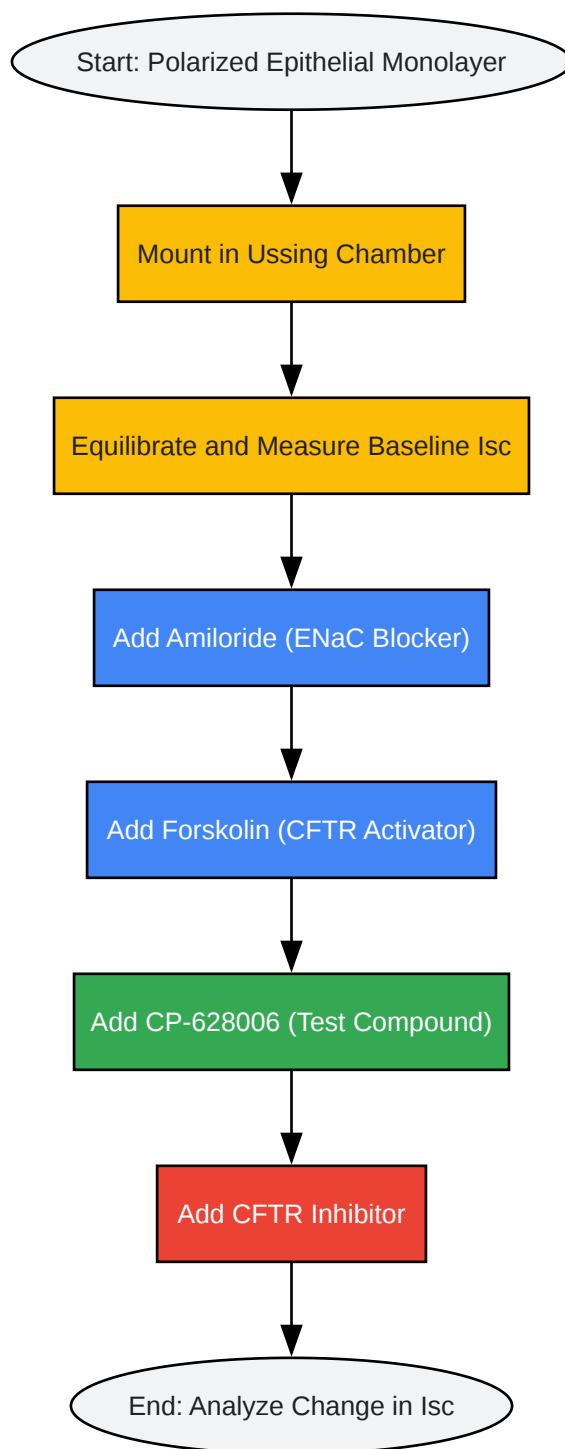 Start: Polarized Epithelial Monolayer
Mount in Ussing Chamber
Equilibrate and Measure Baseline Isc
Add Amiloride (ENaC Blocker)
Add Forskolin (CFTR Activator)
Add CP-628006 (Test Compound)
Add CFTR Inhibitor
End: Analyze Change in Isc